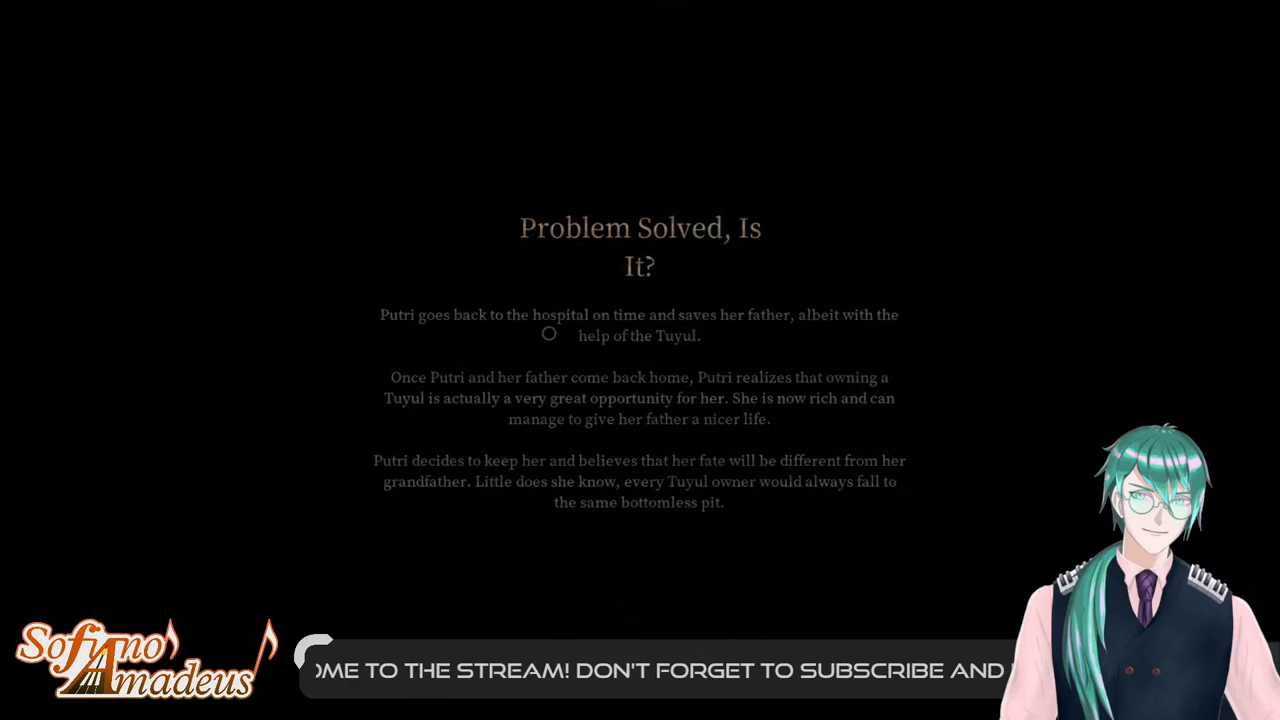 Problem Solved, Is
It?
Putri goes back to the hospital on time and saves her father, albeit with the
help of the Tuyul.
Once Putri and her father come back home, Putri realizes that owning a
Tuyul is actually a very great opportunity for her. She is now rich and can
manage to give her father a nicer life.
Putri decides to keep her and believes that her fate will be different from her
grandfather. Little does she know, every Tuyul owner would always fall to
the same bottomless pit.
Sofiano
Amadeus
OME TO THE STREAM! DON'T FORGET TO SUBSCRIBE AND